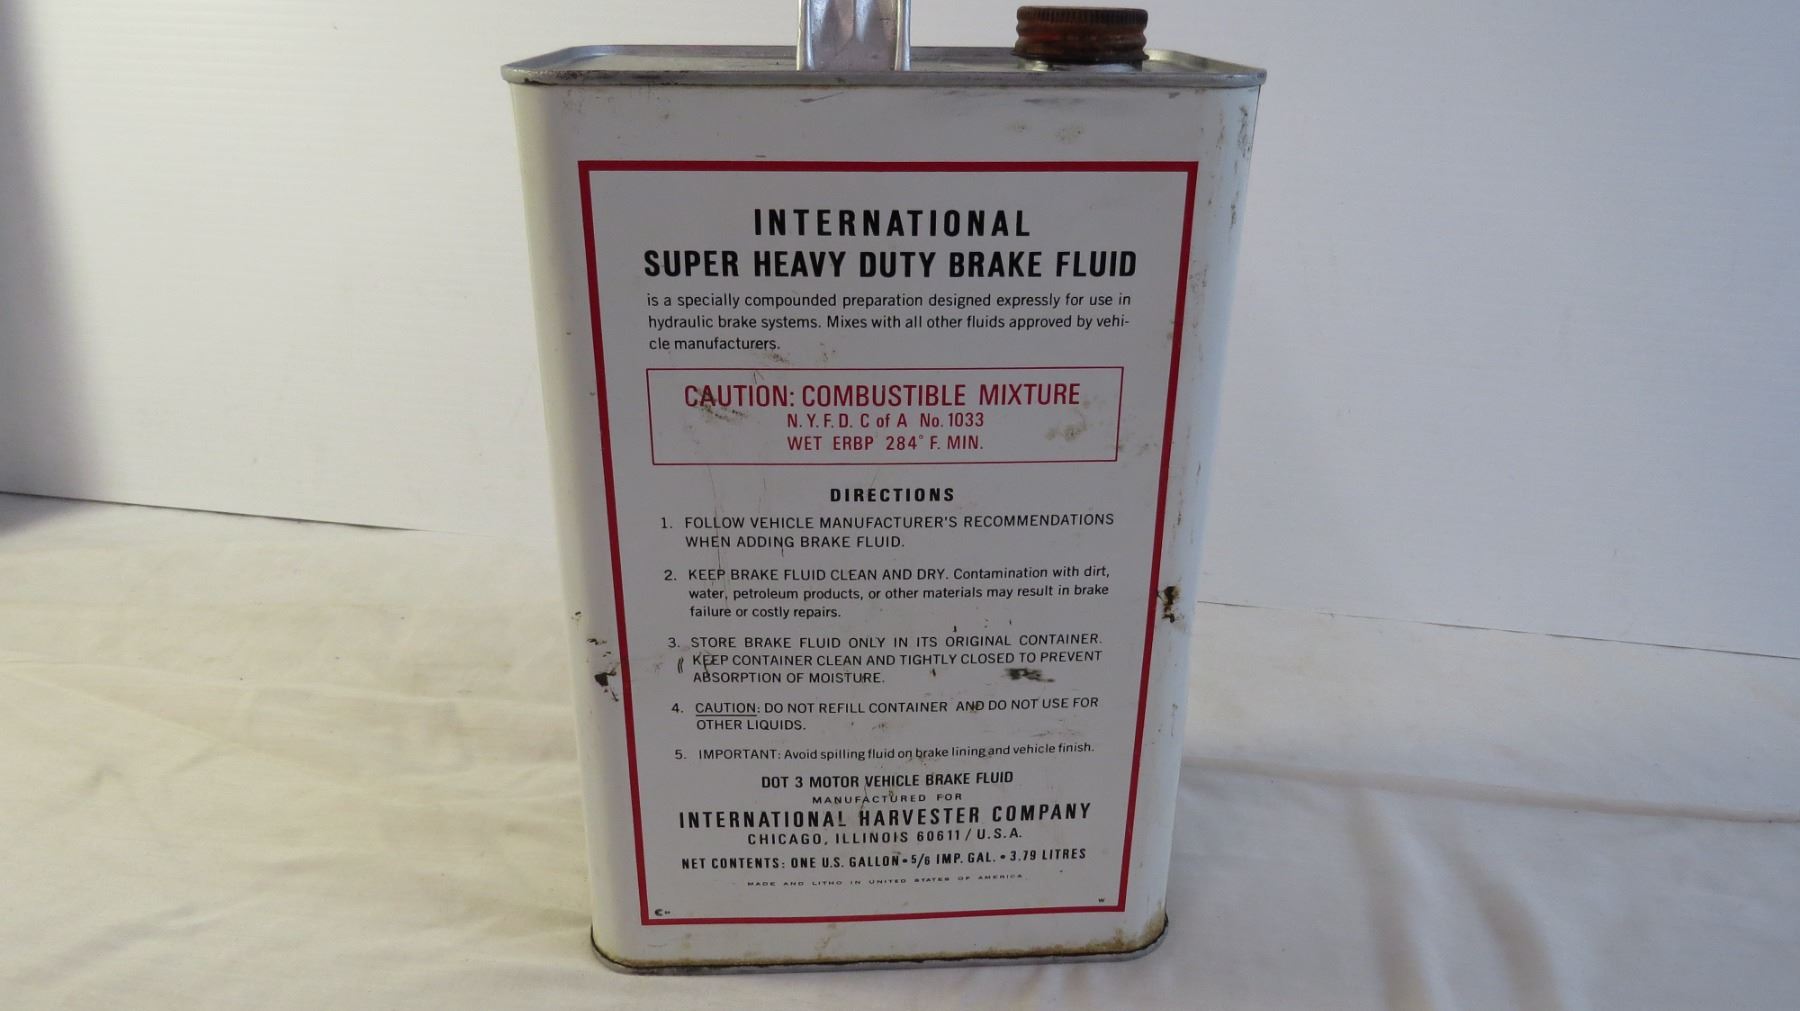 INTERNATIONAL
SUPER HEAVY DUTY BRAKE FLUID
is a specially compounded preparation designed expressly for use in
hydraulic brake systems. Mixes with all other fluids approved by vehi-
cle manufacturers.
CAUTION: COMBUSTIBLE MIXTURE
N.Y.F.D. C of A No. 1033
WET ERBP 284° F. MIN.
DIRECTIONS
1. FOLLOW VEHICLE MANUFACTURER'S RECOMMENDATIONS
WHEN ADDING BRAKE FLUID.
2. KEEP BRAKE FLUID CLEAN AND DRY. Contamination with dirt,
water, petroleum products, or other materials may result in brake
failure or costly repairs.
3. STORE BRAKE FLUID ONLY IN ITS ORIGINAL CONTAINER.
KEEP CONTAINER CLEAN AND TIGHTLY CLOSED TO PREVENT
ABSORPTION OF MOISTURE.
4. CAUTION: DO NOT REFILL CONTAINER AND DO NOT USE FOR
OTHER LIQUIDS.
5. IMPORTANT: Avoid spilling fluid on brake lining and vehicle finish.
DOT 3 MOTOR VEHICLE BRAKE FLUID
MANUFACTURED FOR
INTERNATIONAL HARVESTER COMPANY
CHICAGO, ILLINOIS 60611 / U.S.A.
NET CONTENTS: ONE U.S. GALLON • 5/6 IMP. GAL. • 3.79 LITRES
MADE AND LITHO IN UNITED STATES OF AMERICA
W